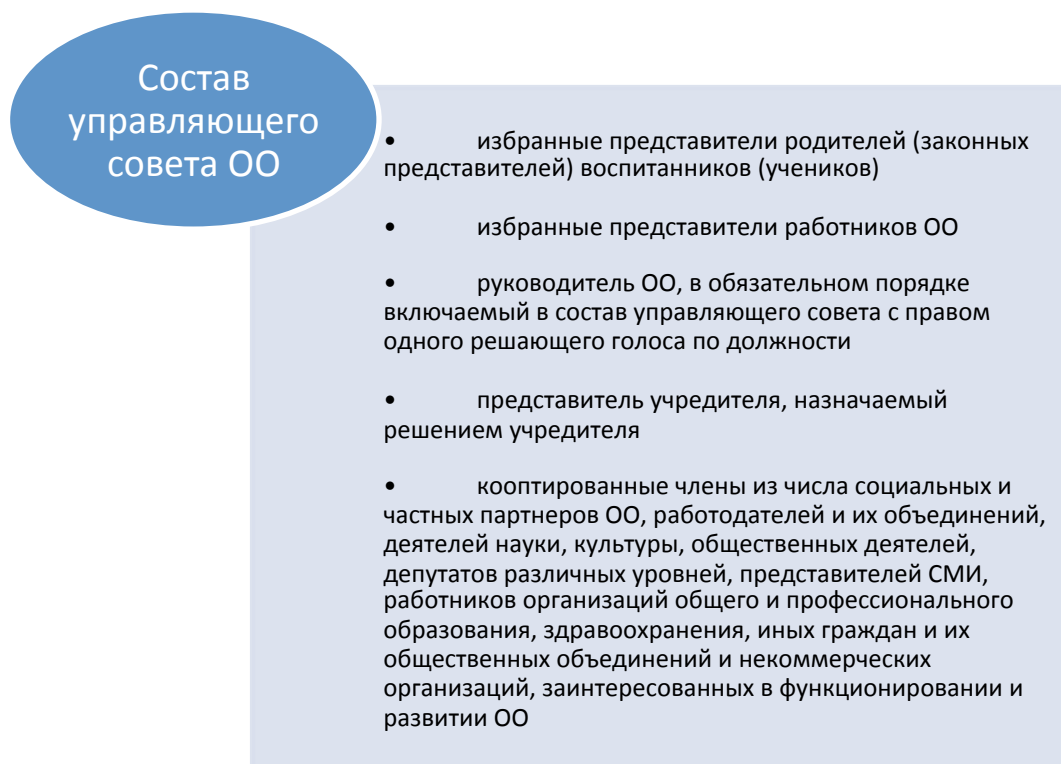 Состав
управляющего
совета ОО
• избранные представители родителей (законных
представителей) воспитанников (учеников)
• избранные представители работников ОО
• руководитель ОО, в обязательном порядке
включаемый в состав управляющего совета с правом
одного решающего голоса по должности
• представитель учредителя, назначаемый
решением учредителя
• кооптированные члены из числа социальных и
частных партнеров ОО, работодателей и их объединений,
деятелей науки, культуры, общественных деятелей,
депутатов различных уровней, представителей СМИ,
работников организаций общего и профессионального
образования, здравоохранения, иных граждан и их
общественных объединений и некоммерческих
организаций, заинтересованных в функционировании и
развитии ОО